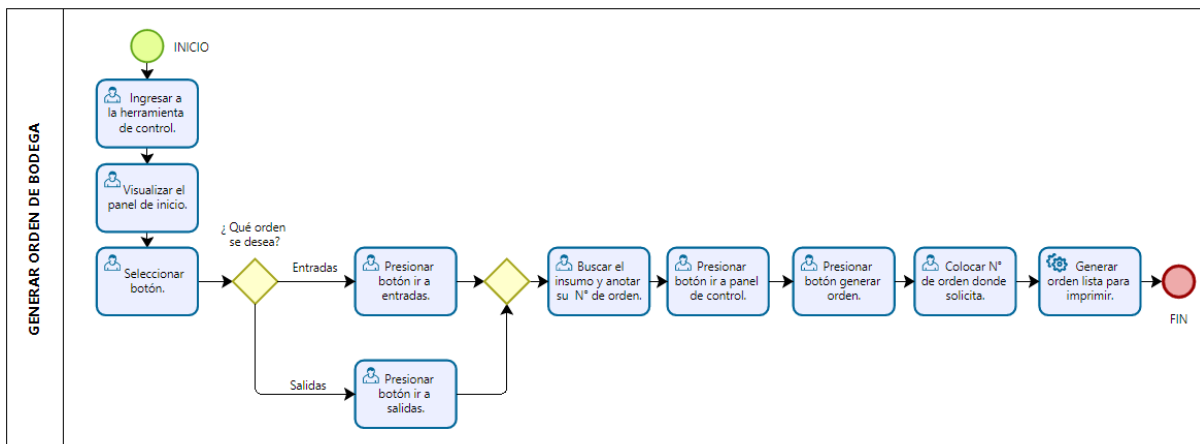 GENERAR ORDEN DE BODEGA
INICIO
Ingresar a
la herramienta
de control.
Visualizar el
panel de inicio.
Seleccionar
botón.
¿ Qué orden
se desea?
Entradas
Presionar
botón ir a
entradas.
Salidas
Presionar
botón ir a
salidas.
Buscar el
insumo y anotar
su N° de orden.
Presionar
botón ir a panel
de control.
Presionar
botón generar
orden.
Colocar N°
de orden donde
solicita.
Generar
orden lista para
imprimir.
FIN